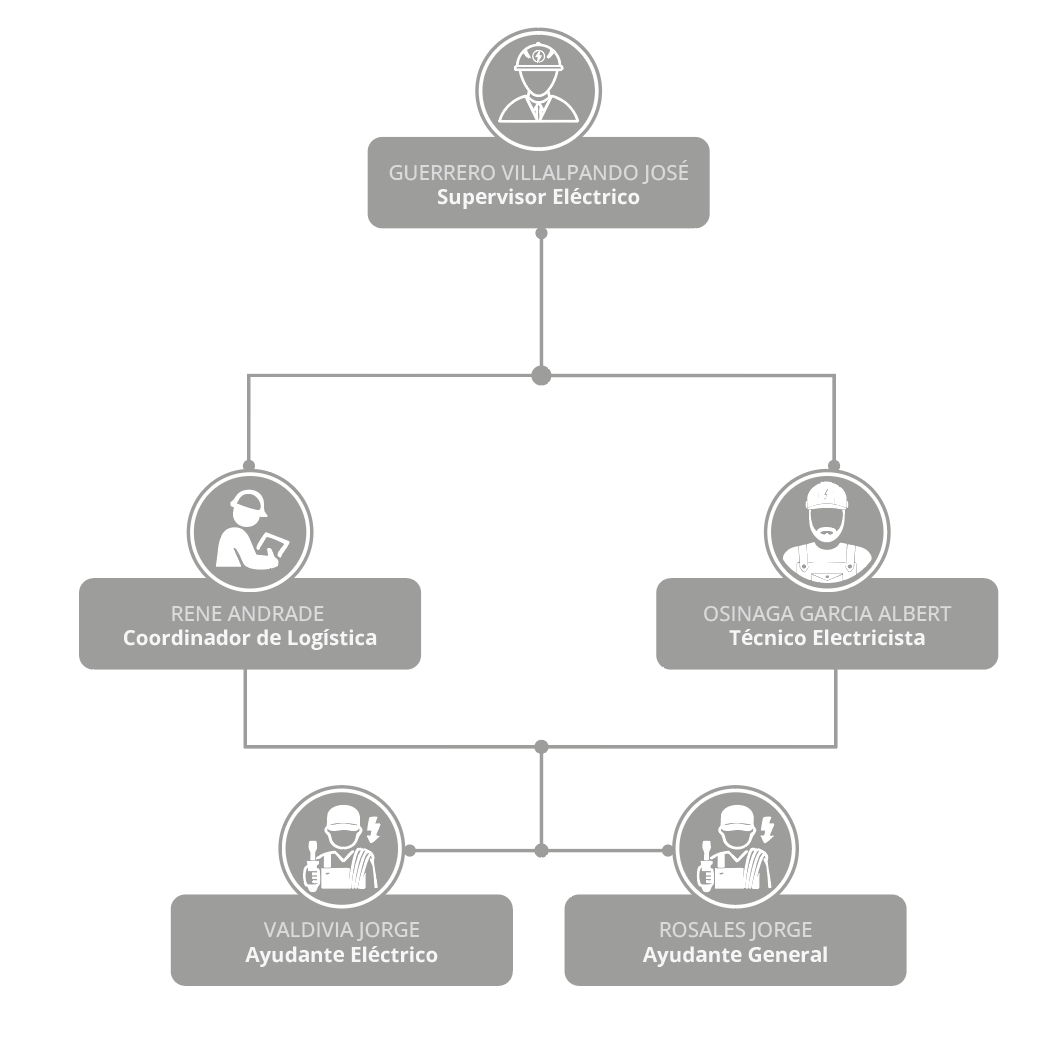 GUERRERO VILLALPANDO JOSÉ
Supervisor Eléctrico
RENE ANDRADE
Coordinador de Logística
OSINAGA GARCIA ALBERT
Técnico Electricista
VALDIVIA JORGE
Ayudante Eléctrico
ROSALES JORGE
Ayudante General